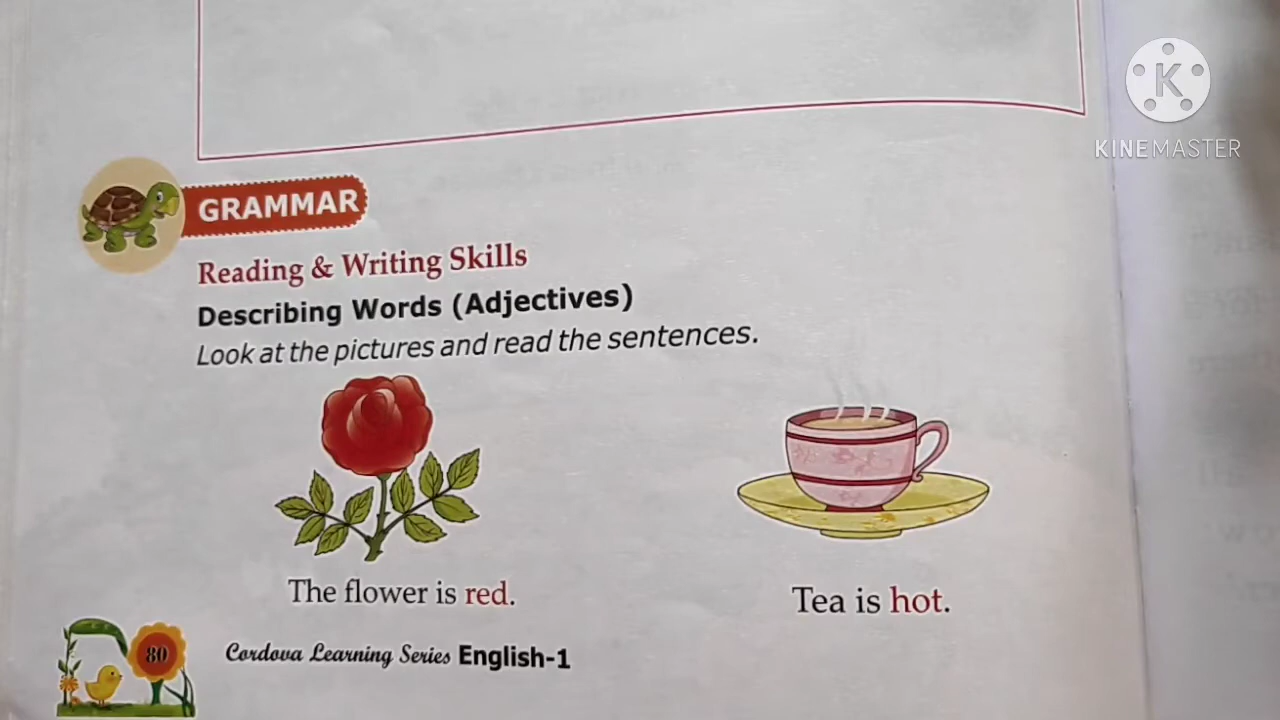 KINEMASTER
GRAMMAR
Reading & Writing Skills
Describing Words (Adjectives)
Look at the pictures and read the sentences.
The flower is red.
Tea is hot.
80
Cordova Learning Series English-1